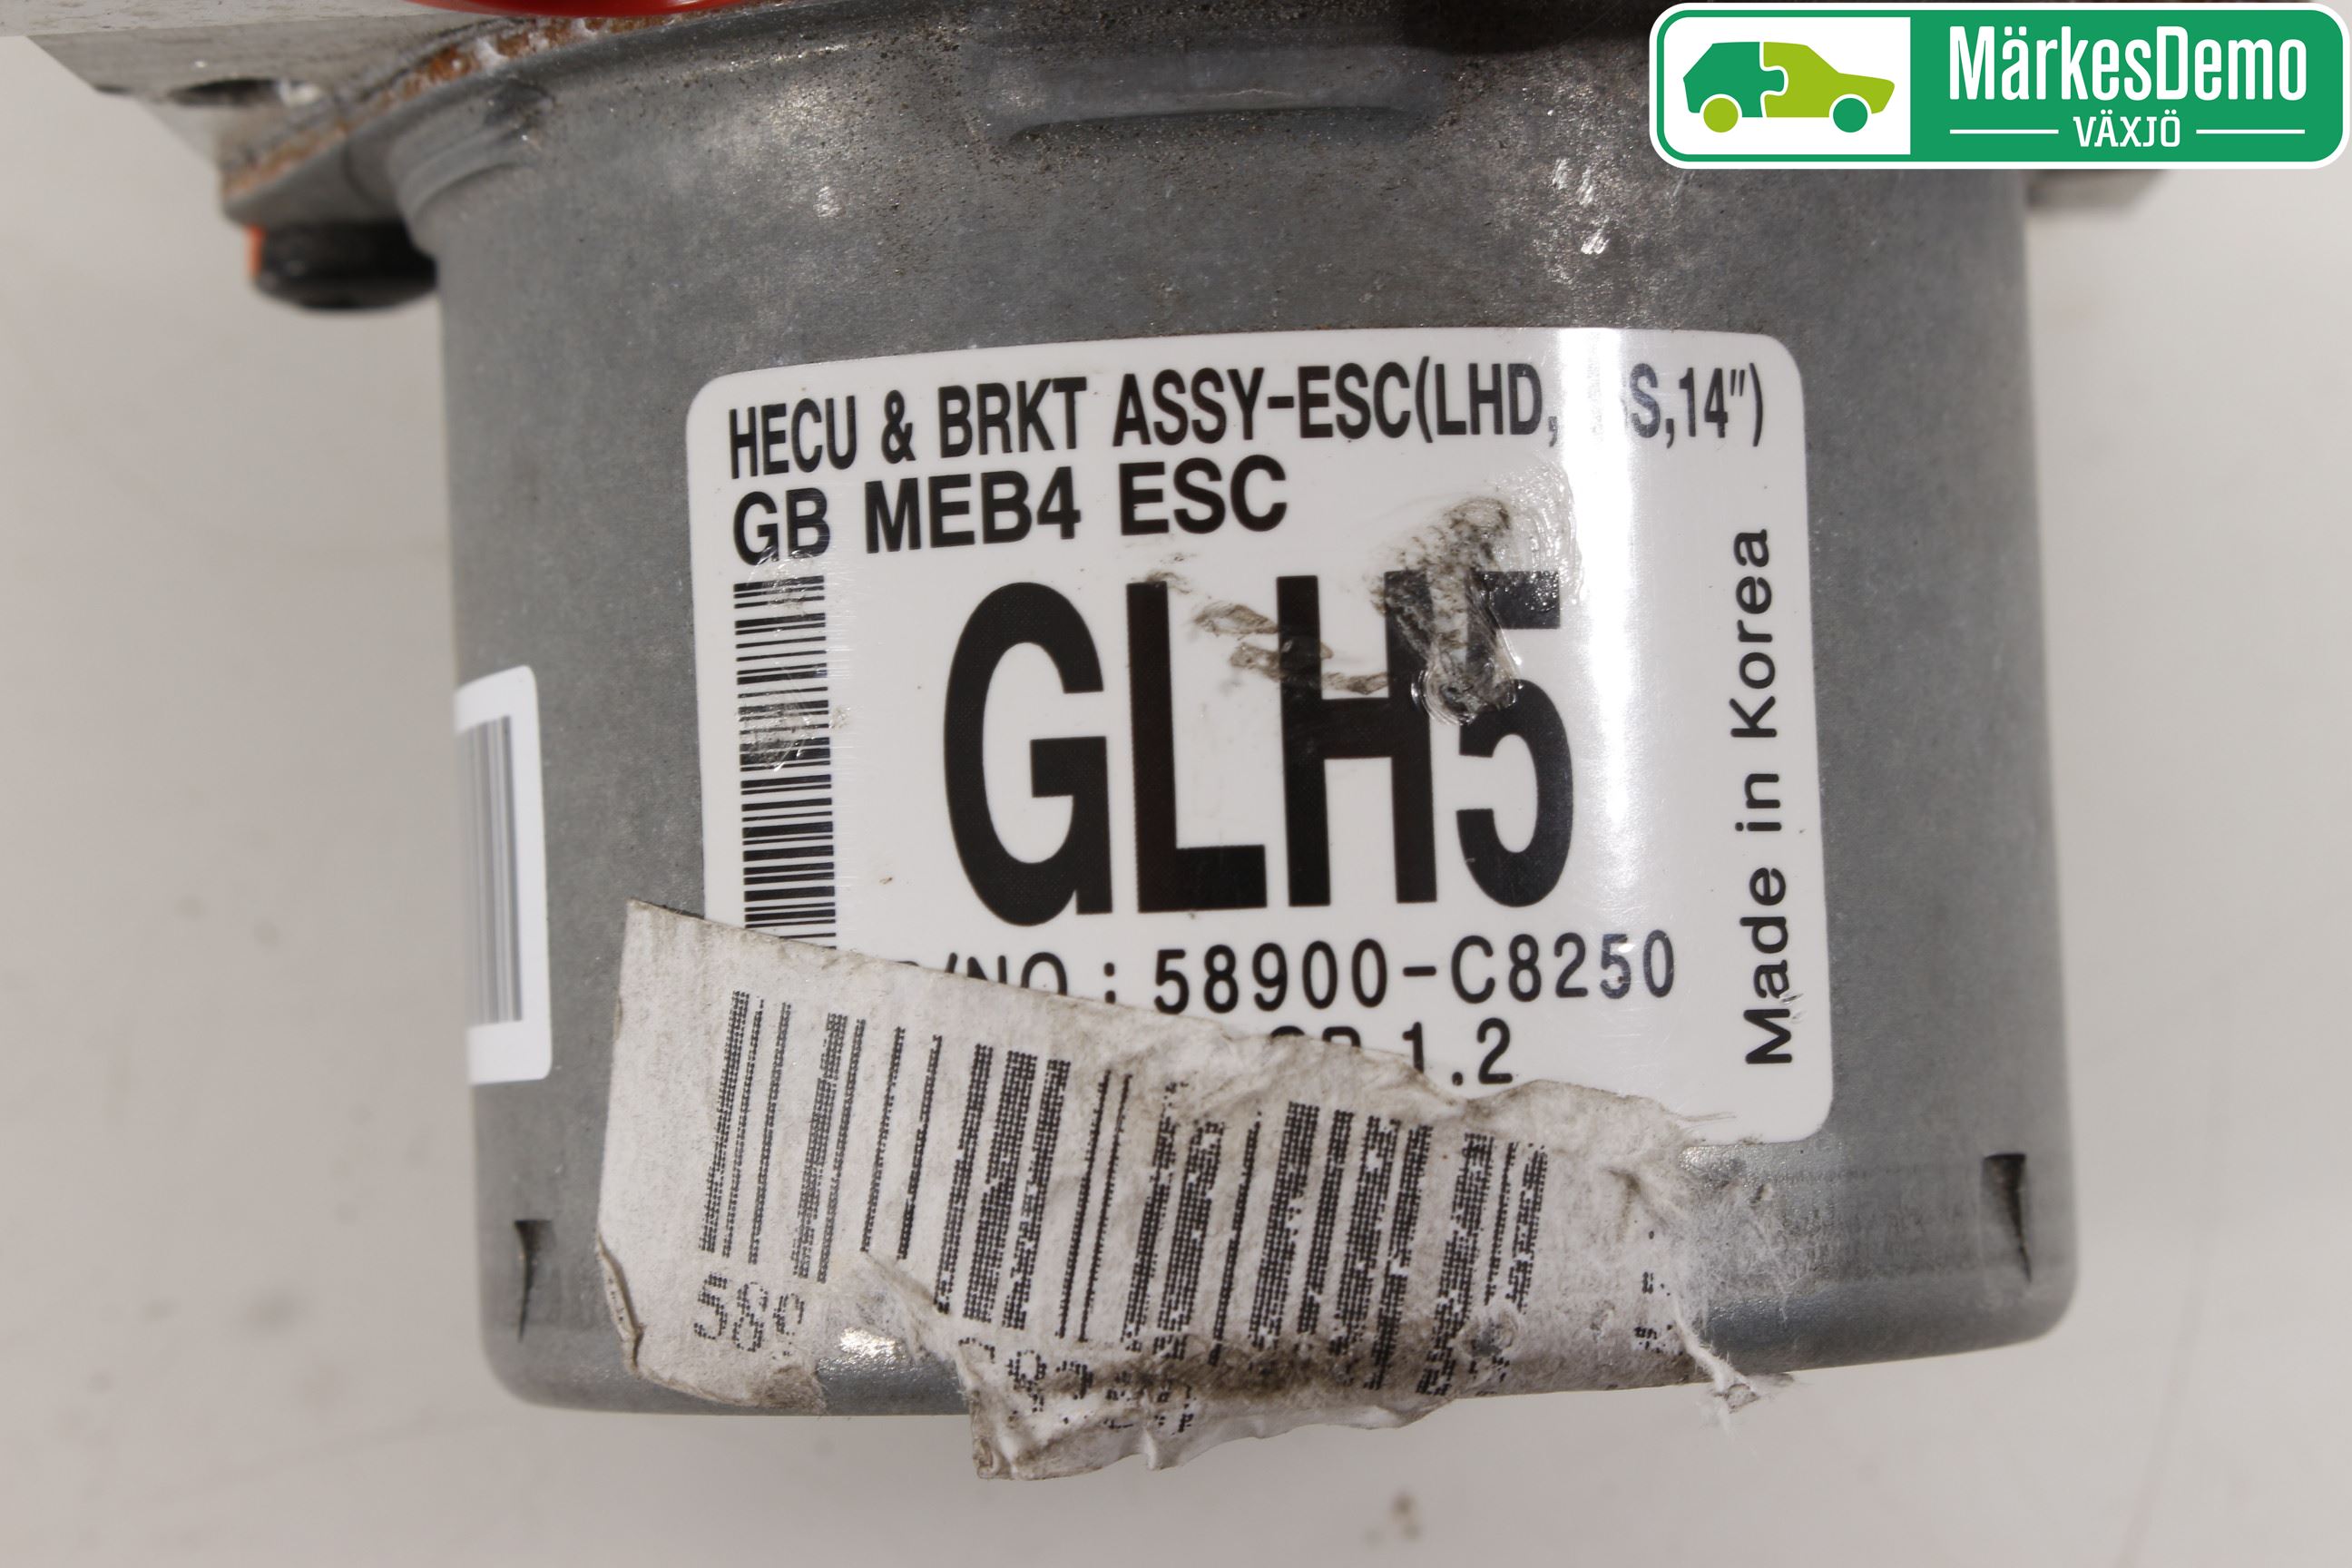 MärkesDemo
VÄXJÖ
HECU & BRKT ASSY-ESC(LHD, S,14")
GB MEB4 ESC
GLH5
Made in Korea
P/NO : 58900-C8250
1.2